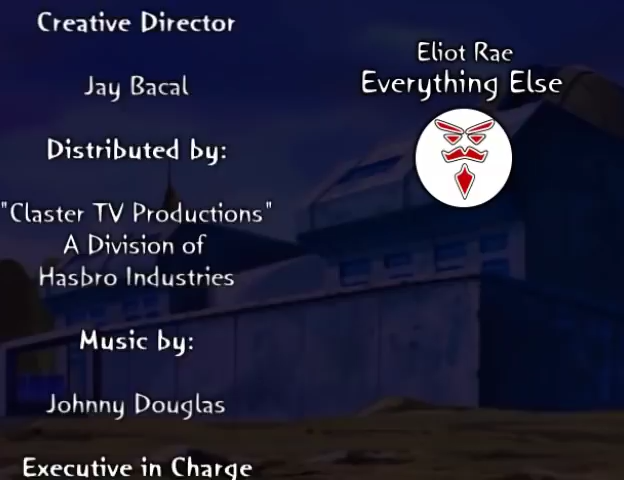 Creative Director
Jay Bacal
Distributed by:
"Claster TV Productions"
A Division of
Hasbro Industries
Music by:
Johnny Douglas
Executive in Charge
Eliot Rae
Everything Else